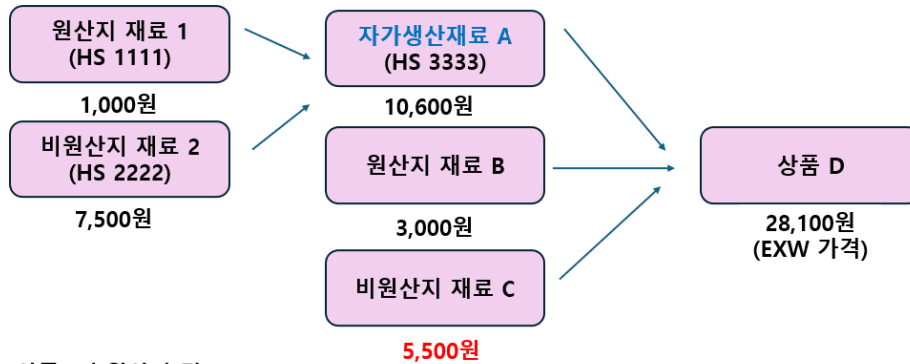 원산지 재료 1
(HS 1111)
1,000원
비원산지 재료 2
(HS 2222)
7,500원
자가생산재료 A
(HS 3333)
10,600원
원산지 재료 B
3,000원
비원산지 재료 C
5,500원
상품 D
28,100원
(EXW 가격)